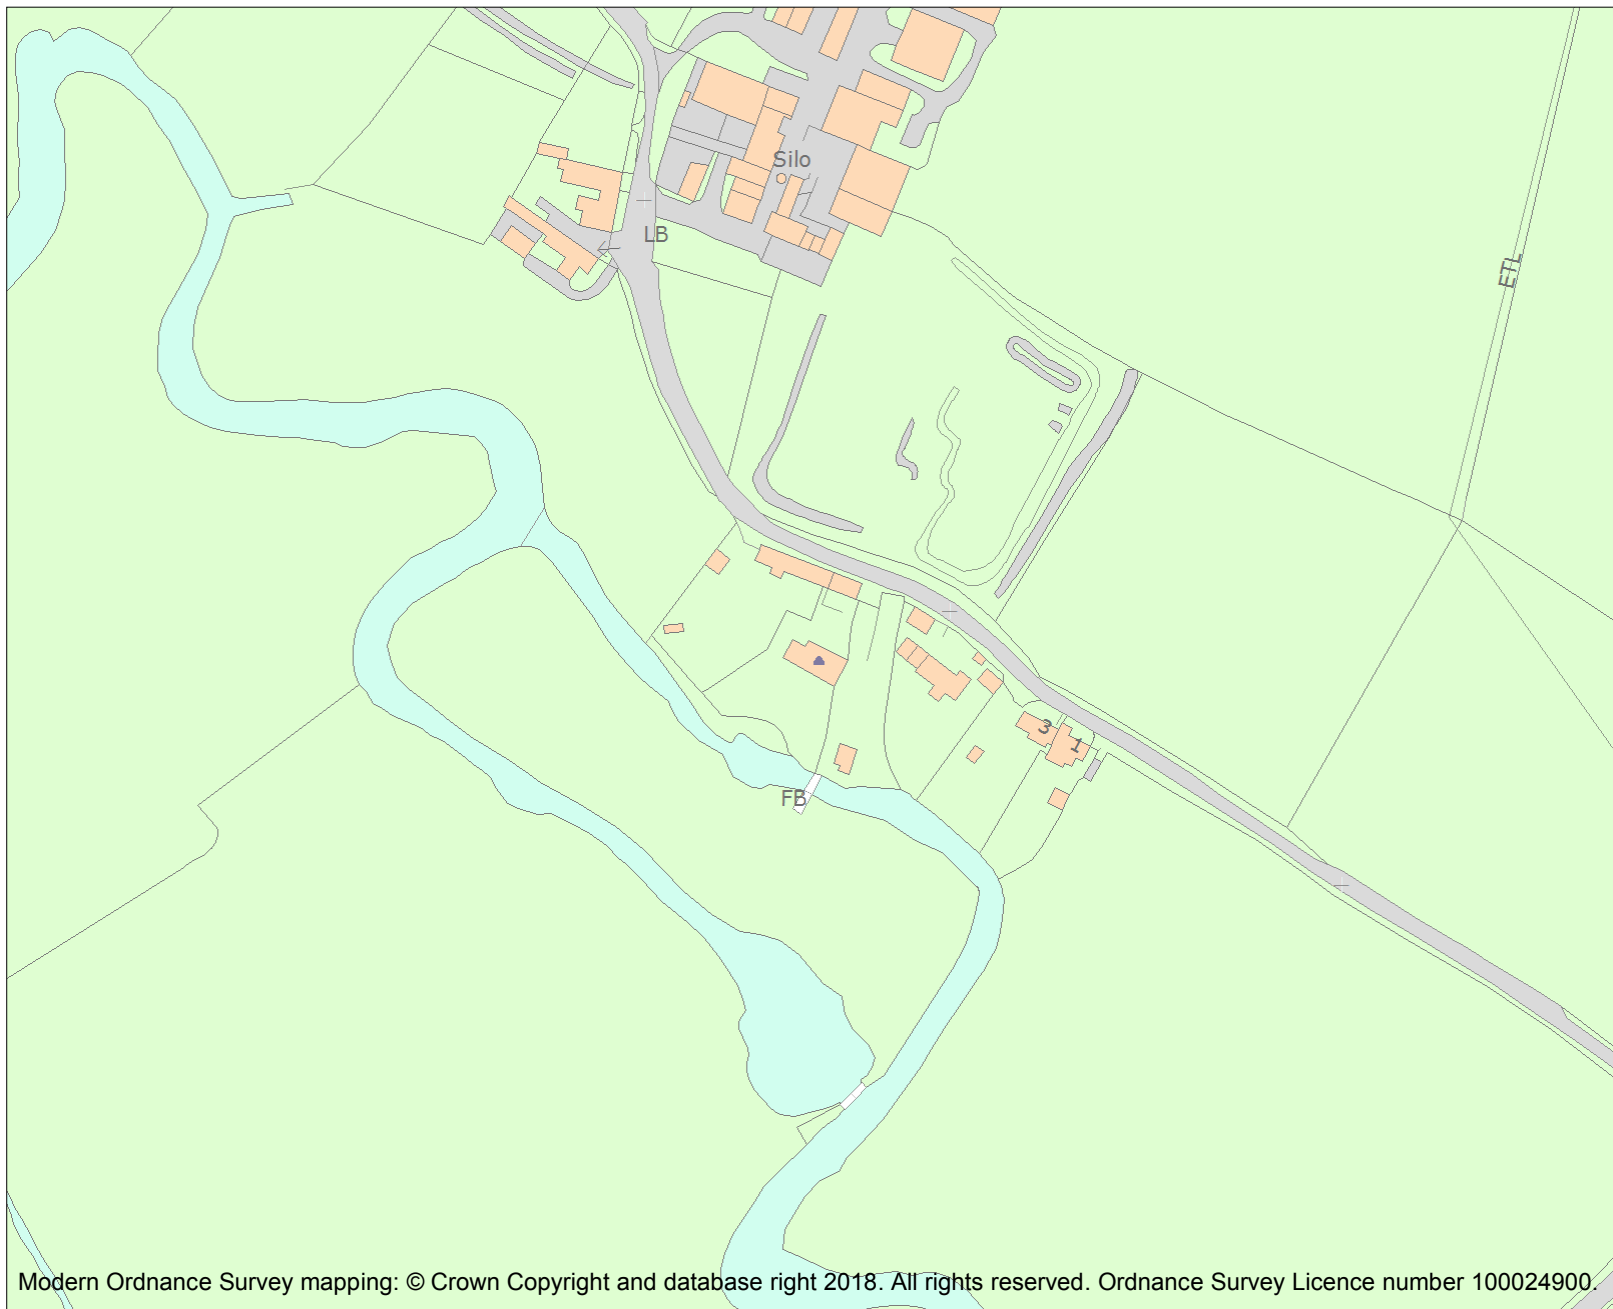 Silo
LB
ETL
3
1
FB
Modern Ordnance Survey mapping: © Crown Copyright and database right 2018. All rights reserved. Ordnance Survey Licence number 100024900.